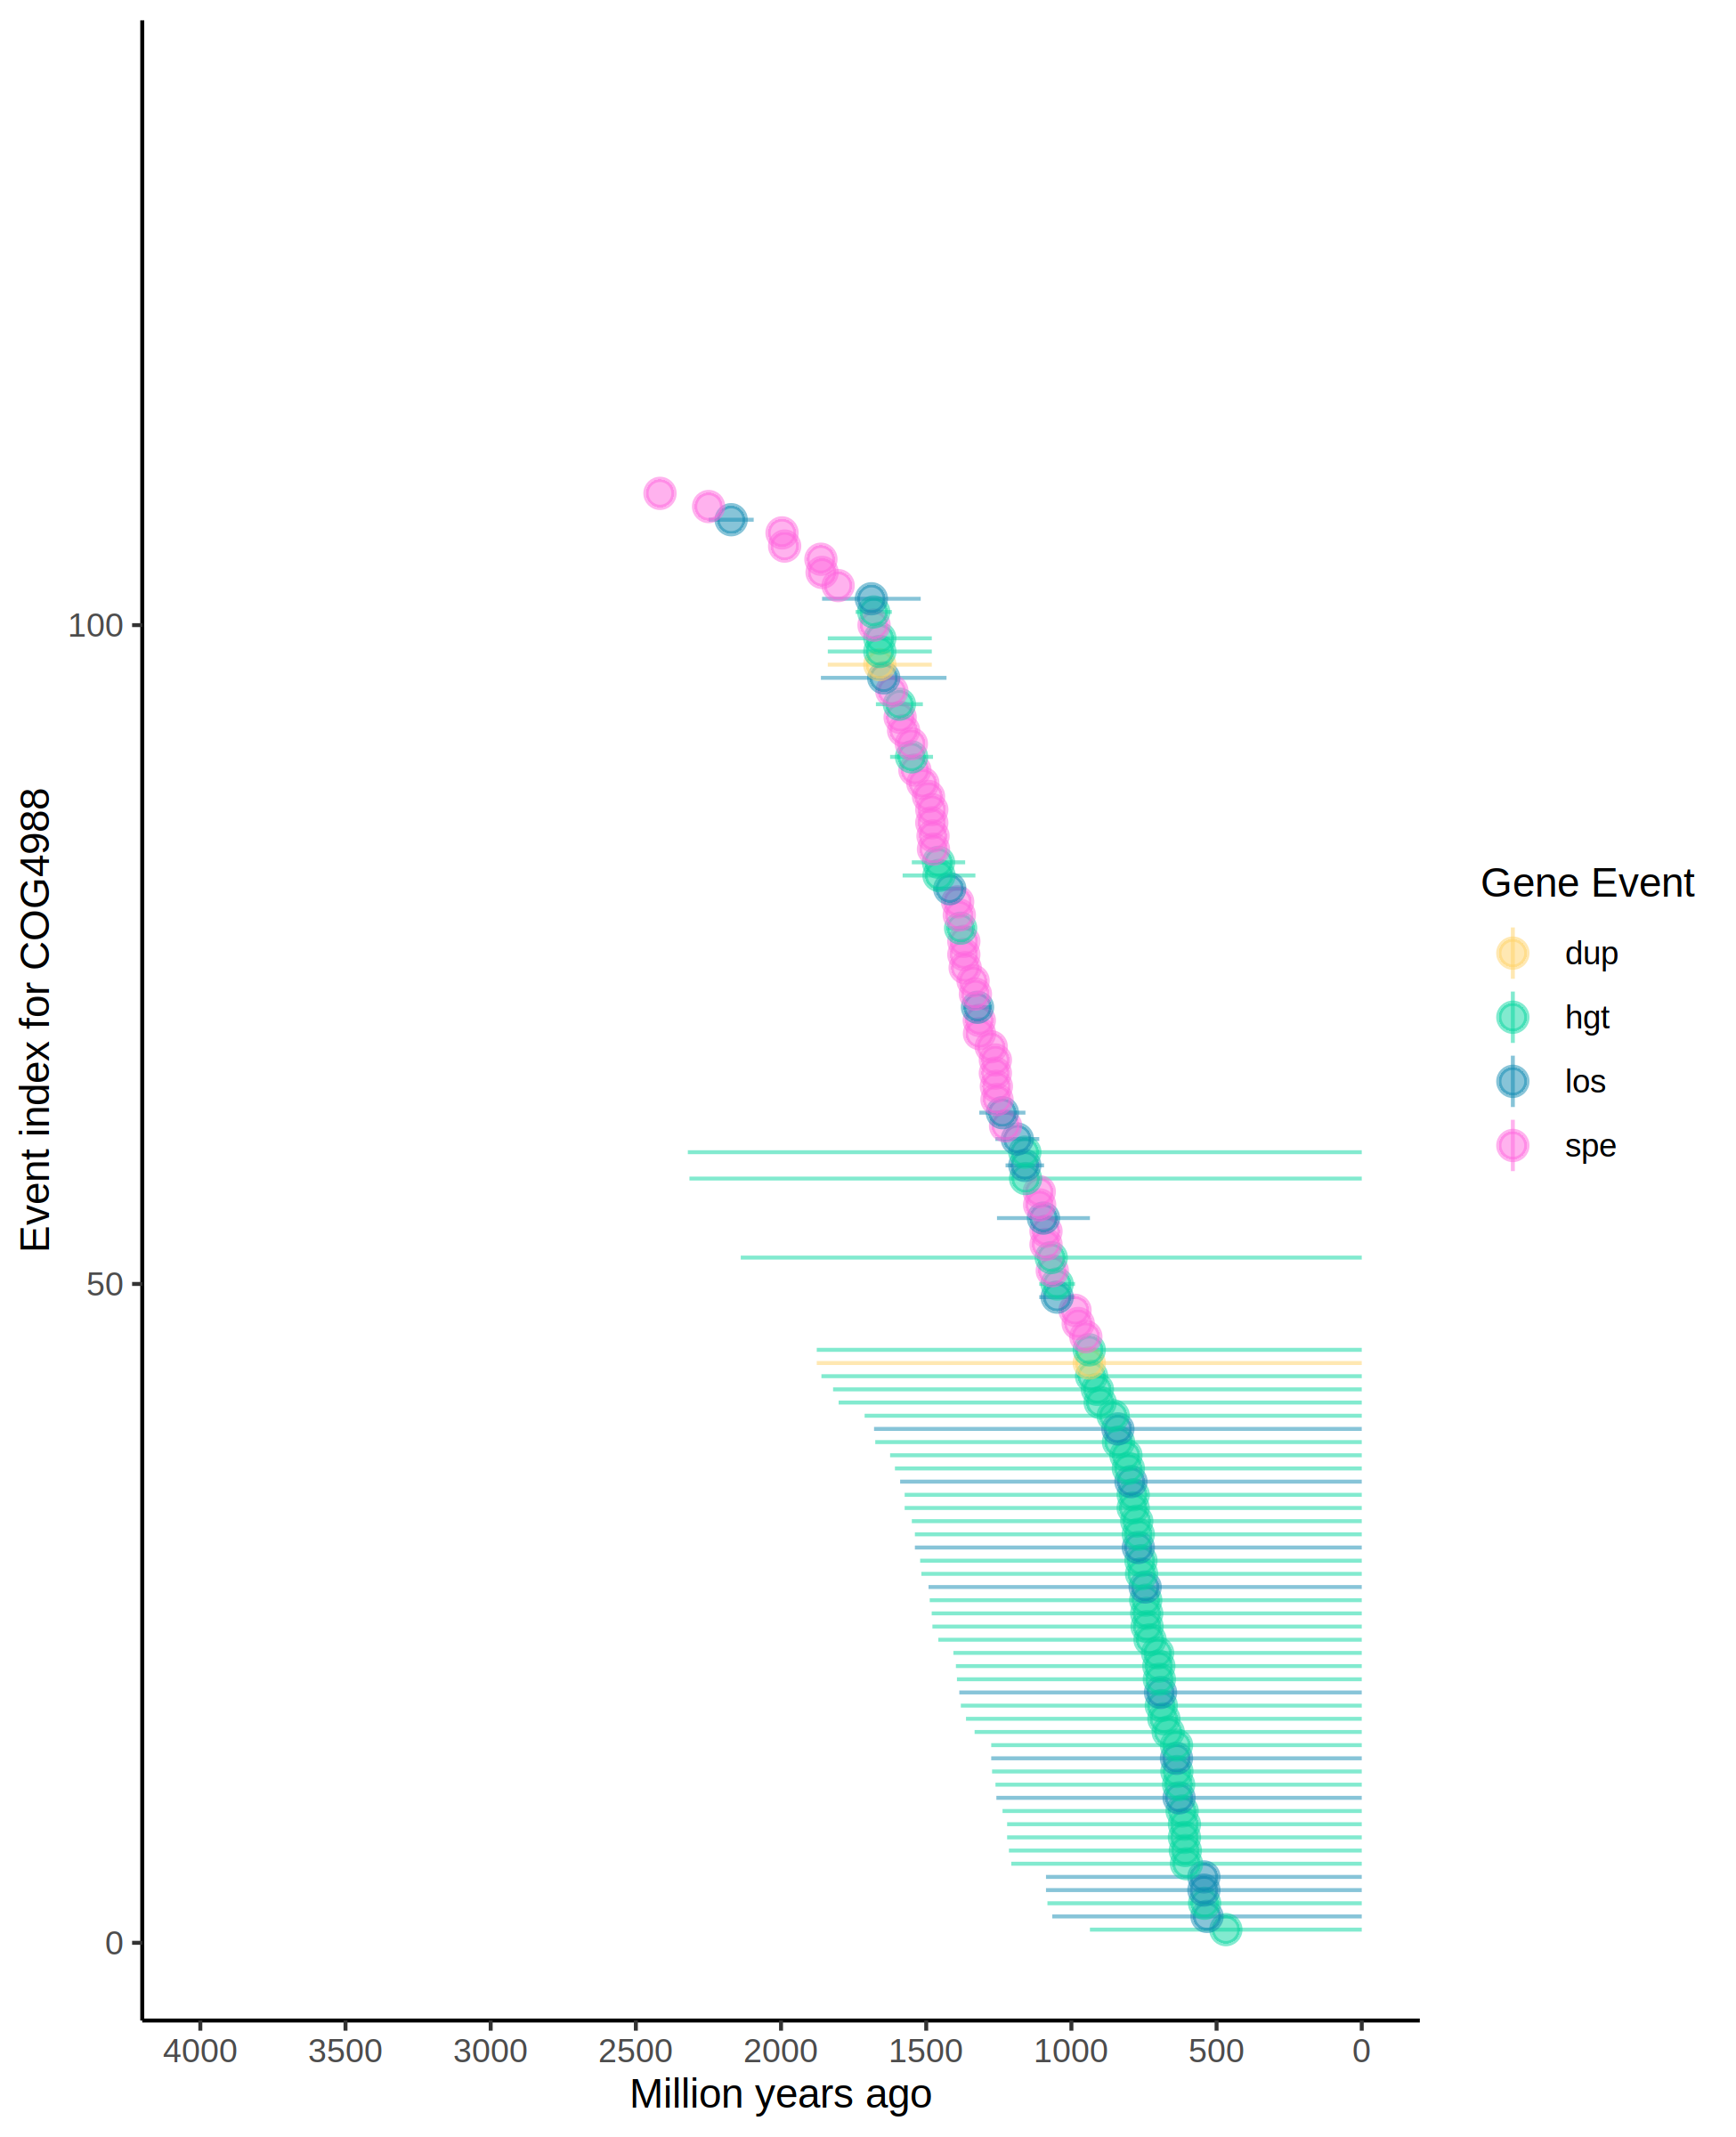 Event index for COG4988
100
50
0
4000 3500 3000 2500 2000 1500 1000 500 0
Million years ago
Gene Event
dup
hgt
los
spe